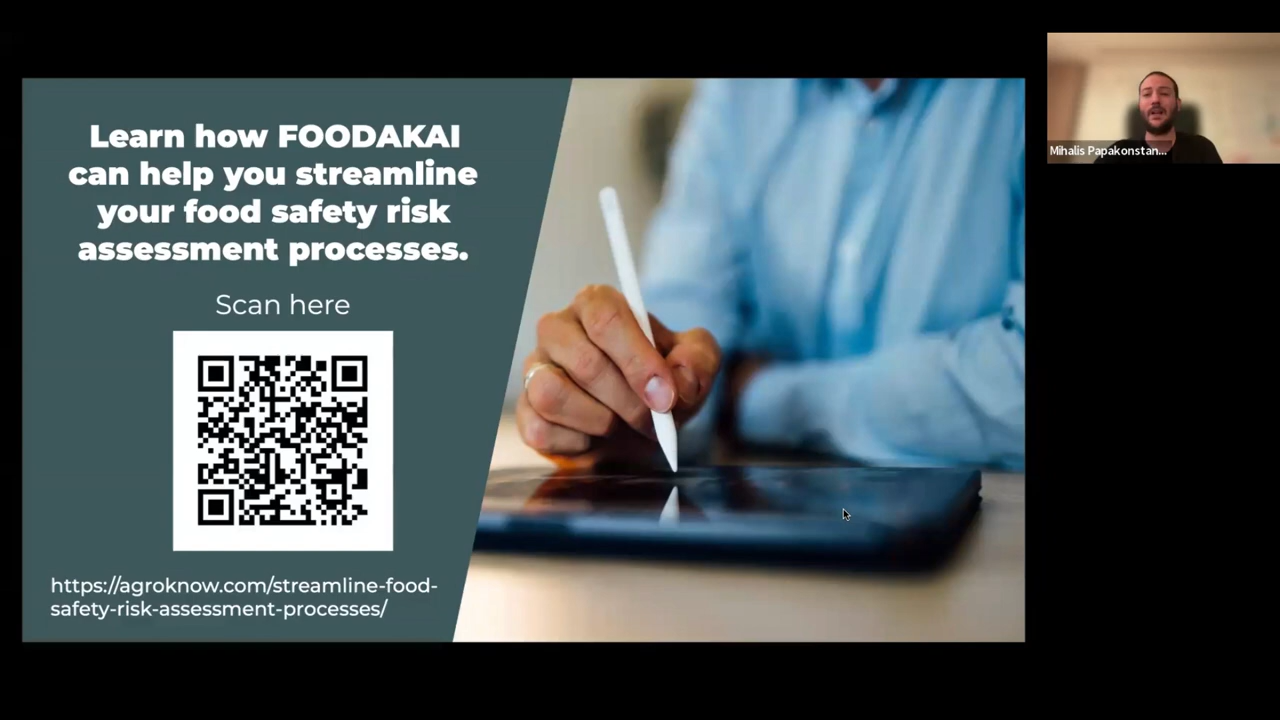 Learn how FOODAKAI
can help you streamline
your food safety risk
assessment processes.
Scan here
https://agroknow.com/streamline-food-
safety-risk-assessment-processes/
Mihalis Papakonstan...